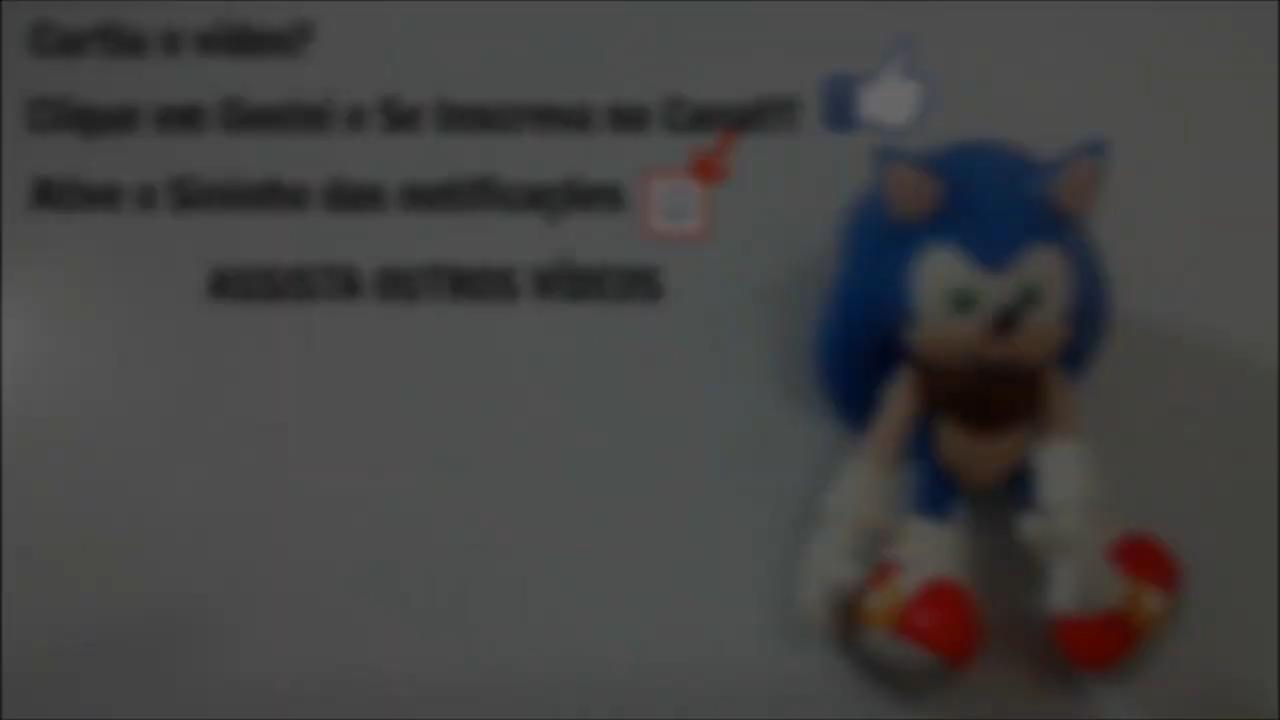 Curtiu o vídeo?
Clique em Gostei e Se Inscreva no Canal!!
Ative o Sininho das notificações
ASSISTA OUTROS VÍDEOS